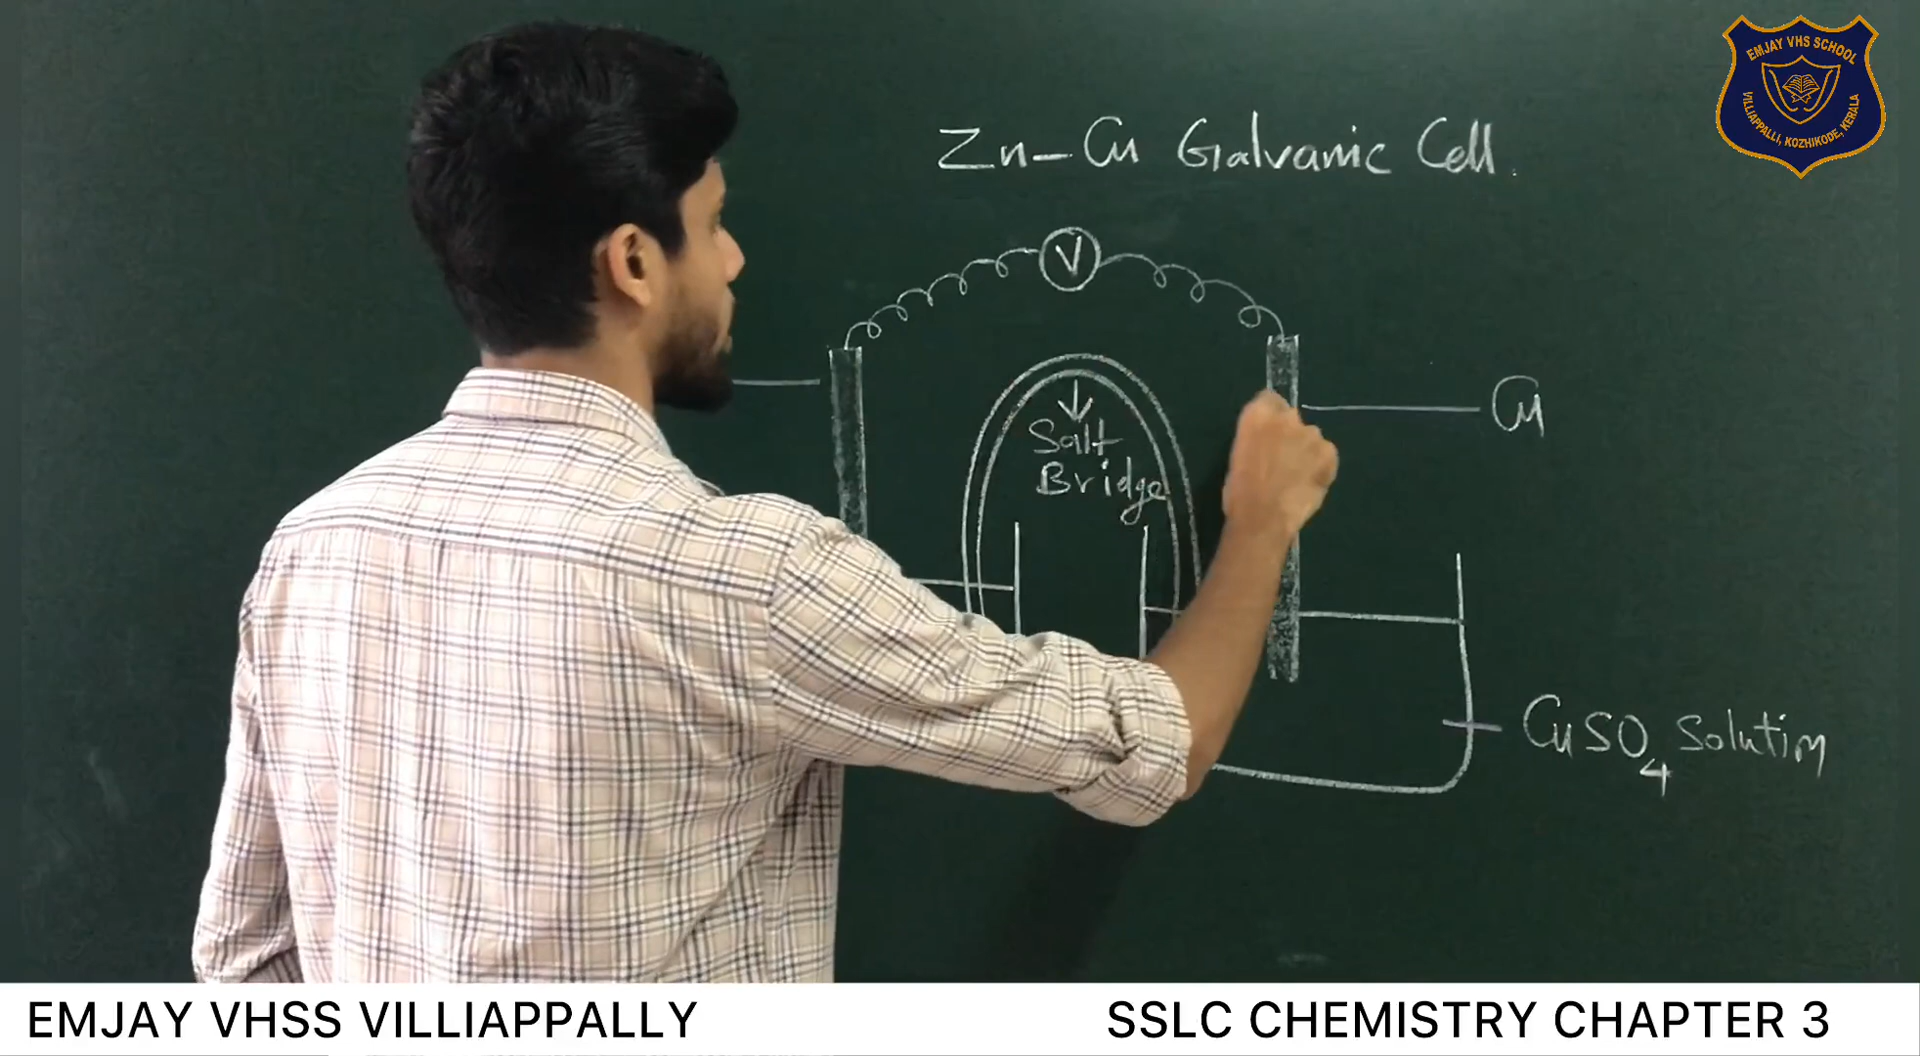 EMJAY VHS SCHOOL
VILLIAPPALLI, KOZHIKODE, KERALA
Zn-Cu Galvanic Cell.
V
Salt
Bridge
Cu
CuSO4 Solution
EMJAY VHSS VILLIAPPALLY
SSLC CHEMISTRY CHAPTER 3